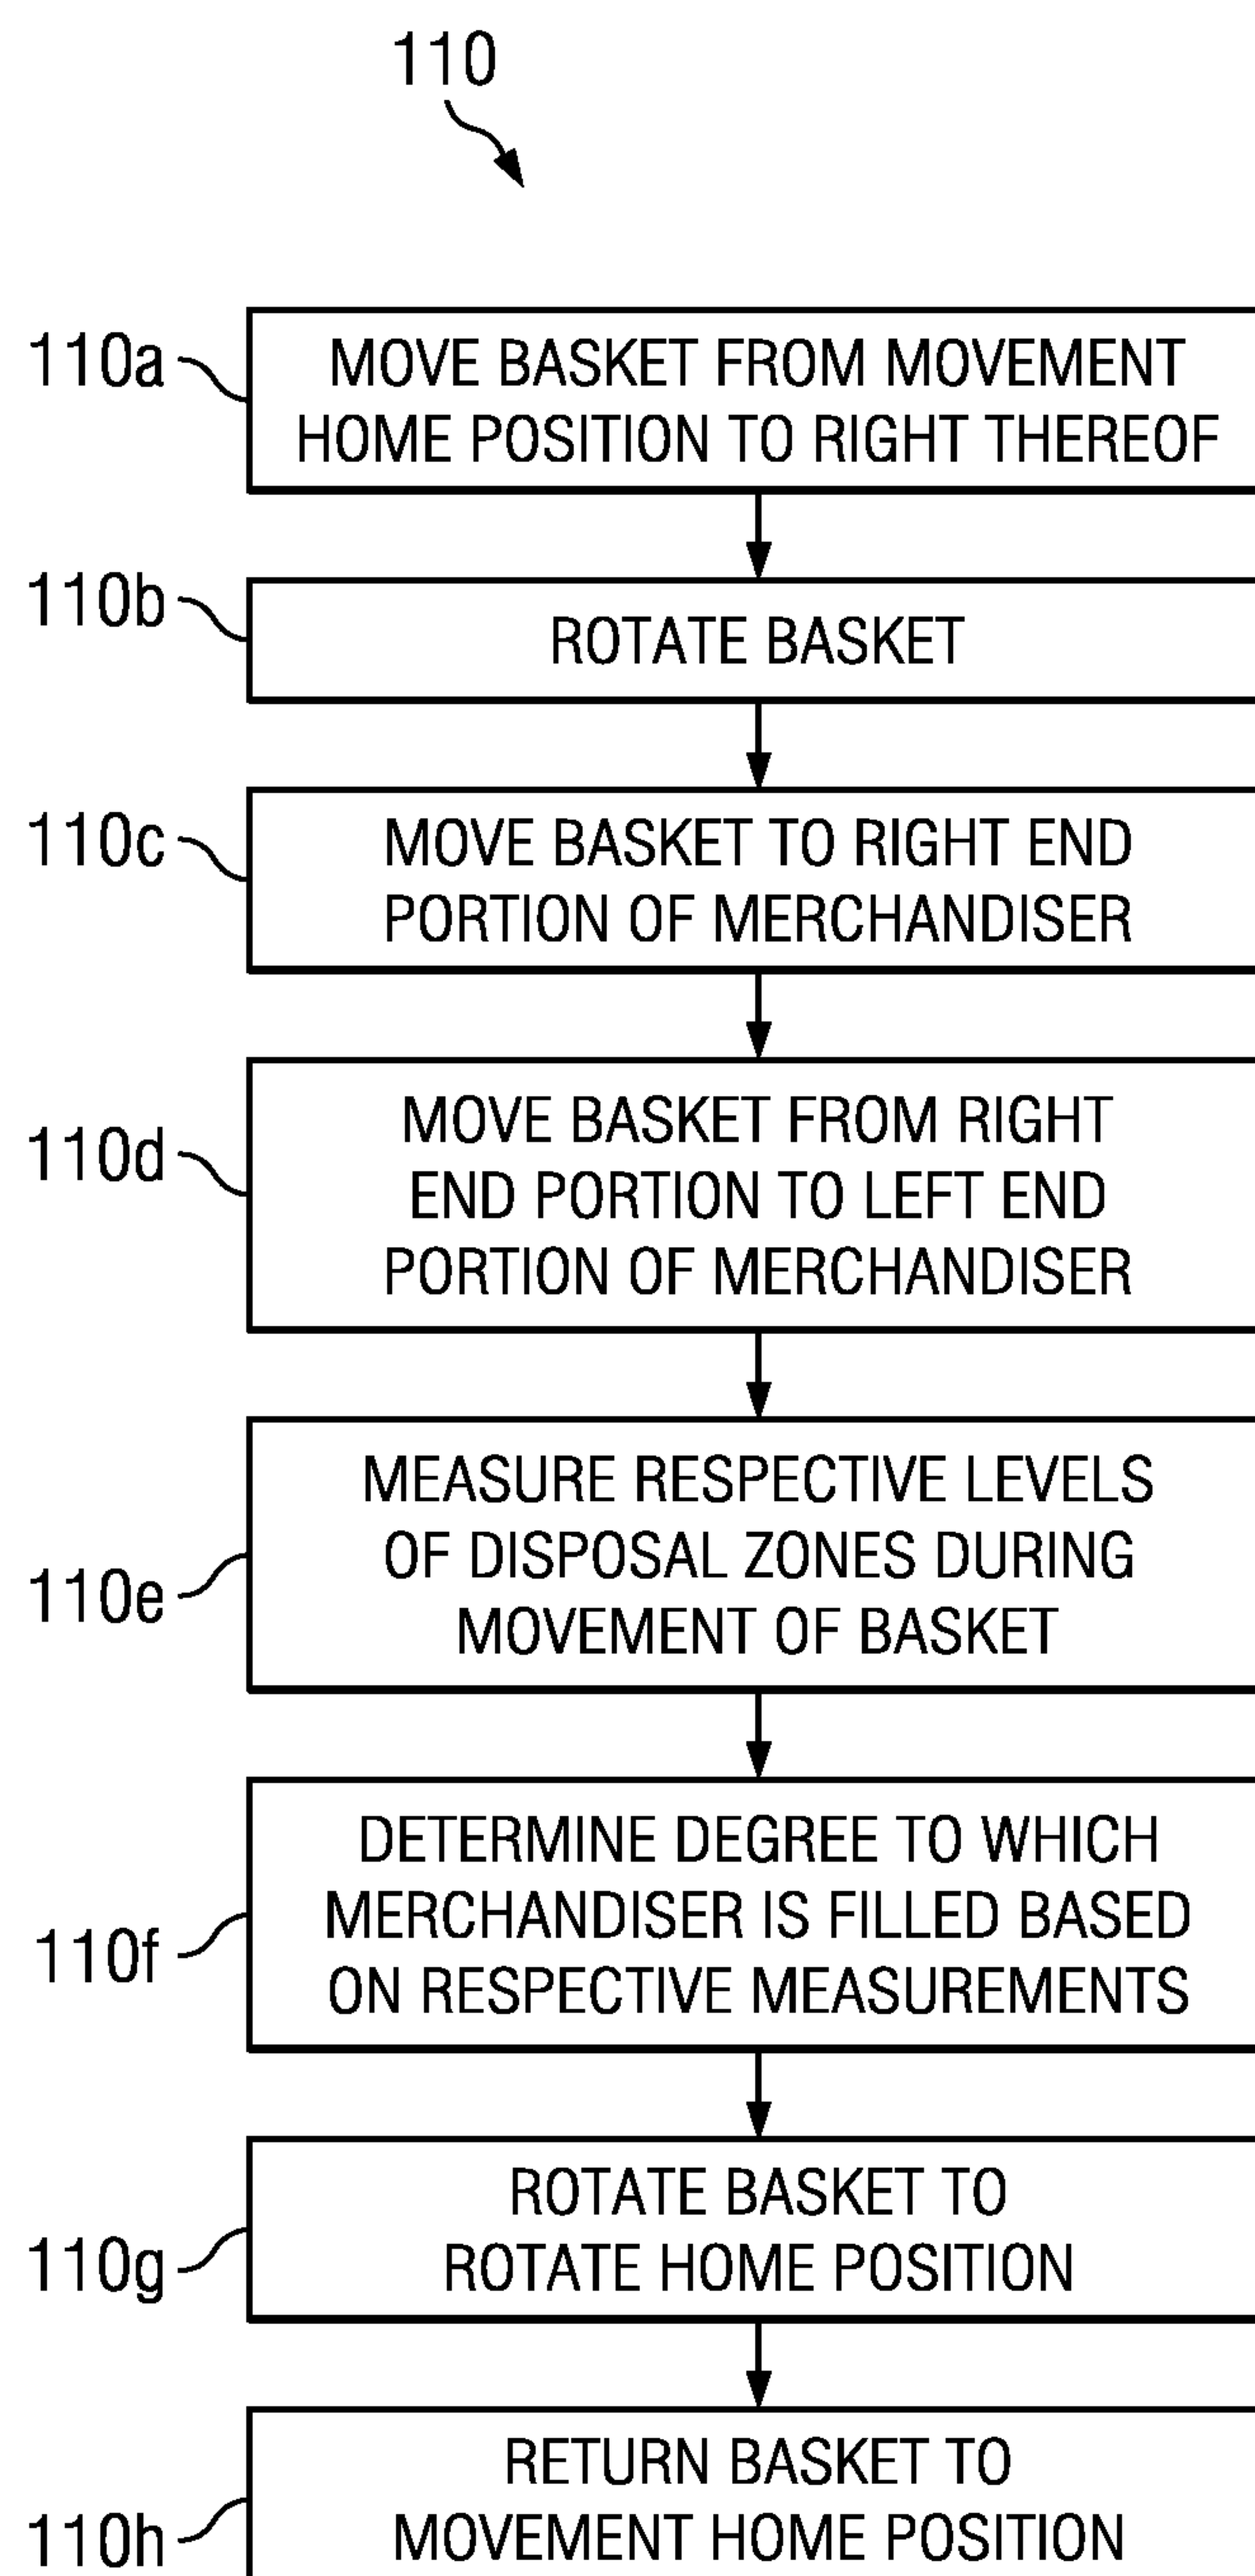 110
110a
MOVE BASKET FROM MOVEMENT
HOME POSITION TO RIGHT THEREOF
110b
ROTATE BASKET
110c
MOVE BASKET TO RIGHT END
PORTION OF MERCHANDISER
110d
MOVE BASKET FROM RIGHT
END PORTION TO LEFT END
PORTION OF MERCHANDISER
110e
MEASURE RESPECTIVE LEVELS
OF DISPOSAL ZONES DURING
MOVEMENT OF BASKET
110f
DETERMINE DEGREE TO WHICH
MERCHANDISER IS FILLED BASED
ON RESPECTIVE MEASUREMENTS
110g
ROTATE BASKET TO
ROTATE HOME POSITION
110h
RETURN BASKET TO
MOVEMENT HOME POSITION